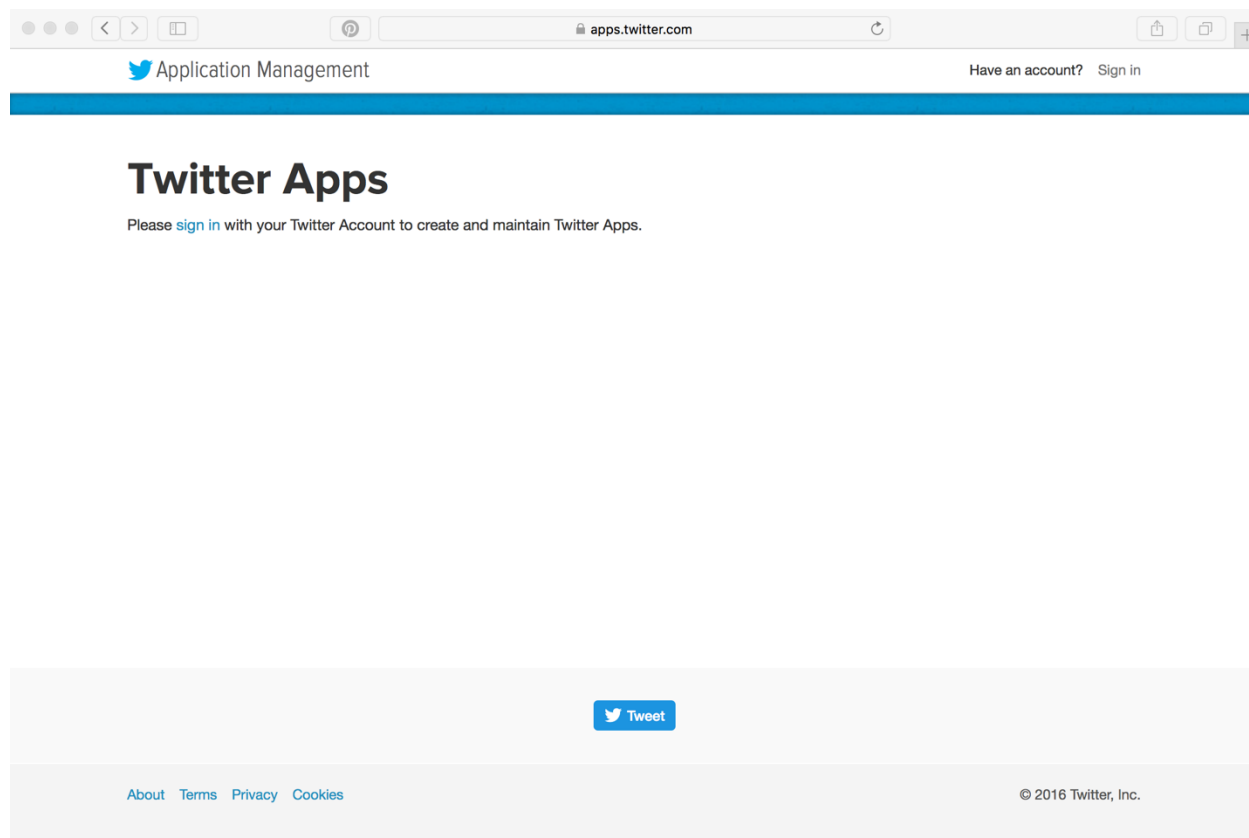 apps.twitter.com
Application Management
Have an account? Sign in
Twitter Apps
Please sign in with your Twitter Account to create and maintain Twitter Apps.
Tweet
About Terms Privacy Cookies
© 2016 Twitter, Inc.